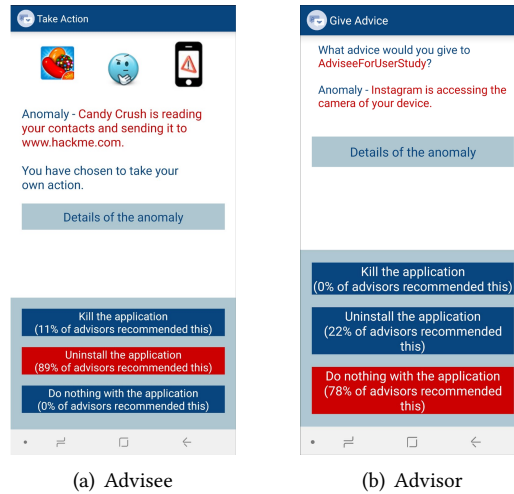 Take Action
Anomaly - Candy Crush is reading
your contacts and sending it to
www.hackme.com.
You have chosen to take your
own action.
Details of the anomaly
Kill the application
(11% of advisors recommended this)
Uninstall the application
(89% of advisors recommended this)
Do nothing with the application
(0% of advisors recommended this)
(a) Advisee
Give Advice
What advice would you give to
AdviseeForUserStudy?
Anomaly - Instagram is accessing the
camera of your device.
Details of the anomaly
Kill the application
(0% of advisors recommended this)
Uninstall the application
(22% of advisors recommended
this)
Do nothing with the application
(78% of advisors recommended
this)
(b) Advisor